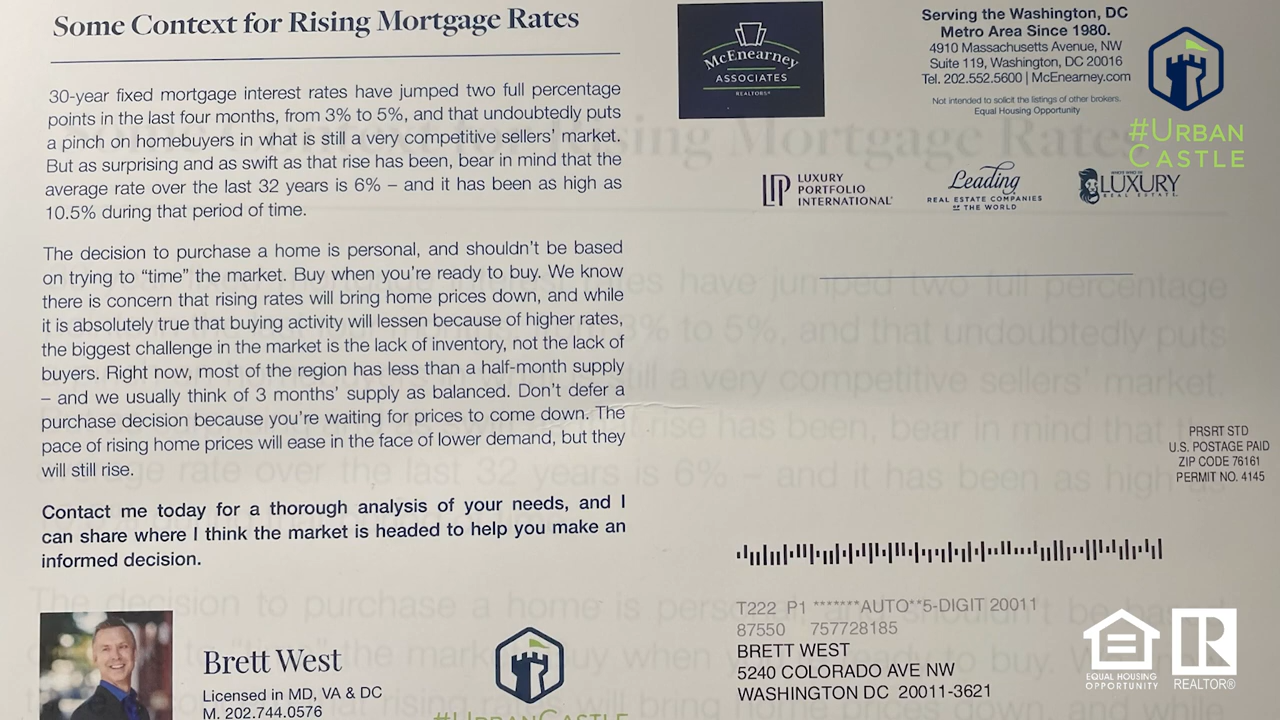 Some Context for Rising Mortgage Rates
30-year fixed mortgage interest rates have jumped two full percentage
points in the last four months, from 3% to 5%, and that undoubtedly puts
a pinch on homebuyers in what is still a very competitive sellers' market.
But as surprising and as swift as that rise has been, bear in mind that the
average rate over the last 32 years is 6% – and it has been as high as
10.5% during that period of time.
The decision to purchase a home is personal, and shouldn't be based
on trying to “time” the market. Buy when you're ready to buy. We know
there is concern that rising rates will bring home prices down, and while
it is absolutely true that buying activity will lessen because of higher rates,
the biggest challenge in the market is the lack of inventory, not the lack of
buyers. Right now, most of the region has less than a half-month supply
– and we usually think of 3 months' supply as balanced. Don't defer a
purchase decision because you're waiting for prices to come down. The
pace of rising home prices will ease in the face of lower demand, but they
will still rise.
Contact me today for a thorough analysis of your needs, and I
can share where I think the market is headed to help you make an
informed decision.
Brett West
Licensed in MD, VA & DC
M. 202.744.0576
#URBANCASTLE
McEnearney
ASSOCIATES
REALTORS®
Serving the Washington, DC
Metro Area Since 1980.
4910 Massachusetts Avenue, NW
Suite 119, Washington, DC 20016
Tel. 202.552.5600 | McEnearney.com
Not intended to solicit the listings of other brokers.
Equal Housing Opportunity
#URBAN
CASTLE
LUXURY
PORTFOLIO
INTERNATIONAL®
Leading
REAL ESTATE COMPANIES
OF THE WORLD
LUXURY
REAL ESTATE
PRSRT STD
U.S. POSTAGE PAID
ZIP CODE 76161
PERMIT NO. 4145
T222 P1 *******AUTO**5-DIGIT 20011
87550 757728185
BRETT WEST
5240 COLORADO AVE NW
WASHINGTON DC 20011-3621
EQUAL HOUSING
OPPORTUNITY
REALTOR®